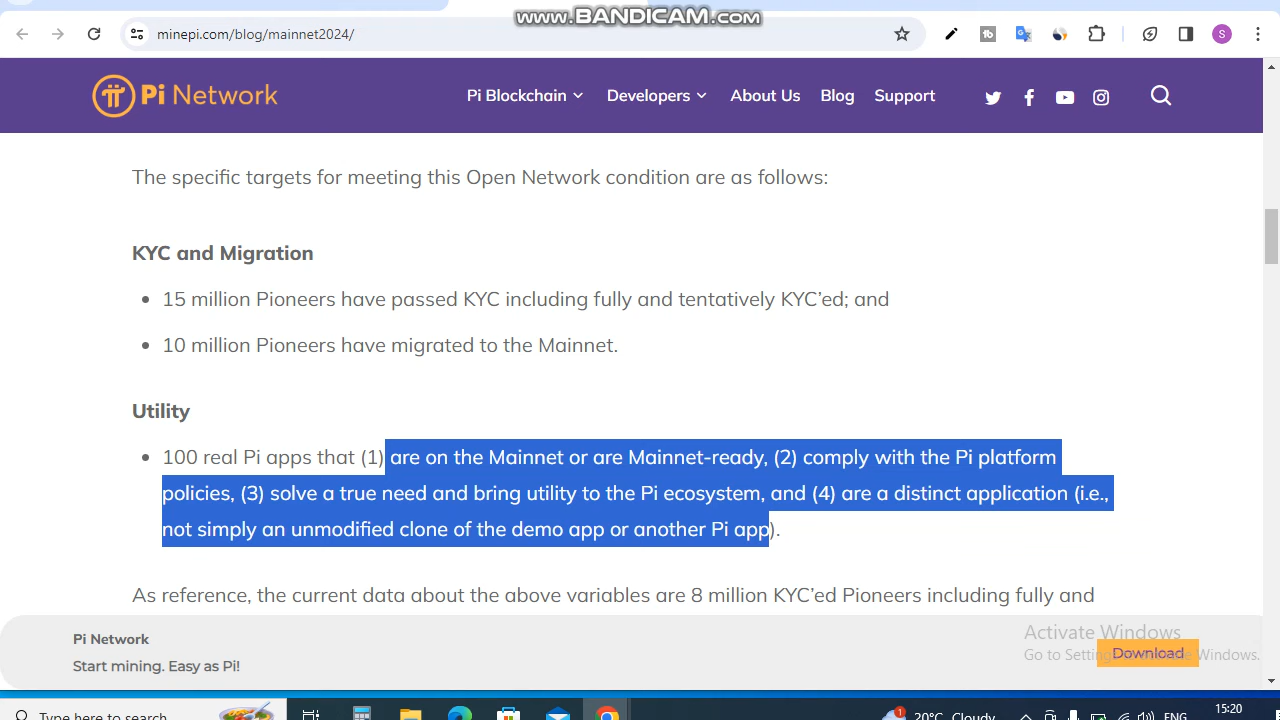 www.BANDICAM.com
minepi.com/blog/mainnet2024/
S
Pi Network
Pi Blockchain
Developers
About Us
Blog
Support
The specific targets for meeting this Open Network condition are as follows:
KYC and Migration
• 15 million Pioneers have passed KYC including fully and tentatively KYC’ed; and
• 10 million Pioneers have migrated to the Mainnet.
Utility
• 100 real Pi apps that (1) are on the Mainnet or are Mainnet-ready, (2) comply with the Pi platform
policies, (3) solve a true need and bring utility to the Pi ecosystem, and (4) are a distinct application (i.e.,
not simply an unmodified clone of the demo app or another Pi app).
As reference, the current data about the above variables are 8 million KYC’ed Pioneers including fully and
Pi Network
Start mining. Easy as Pi!
Download
Activate Windows
Go to Settings to activate Windows.
Type here to search
1
20°C Cloudy
ENG
15:20